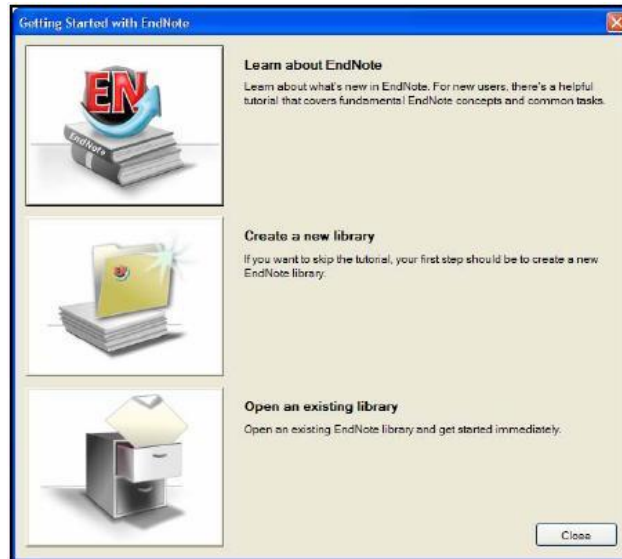 Getting Started with EndNote
EN
EndNote
Learn about EndNote
Learn about what's new in EndNote. For new users, there's a helpful
tutorial that covers fundamental EndNote concepts and common tasks.
EN
Create a new library
If you want to skip the tutorial, your first step should be to create a new
EndNote library.
Open an existing library
Open an existing EndNote library and get started immediately.
Close